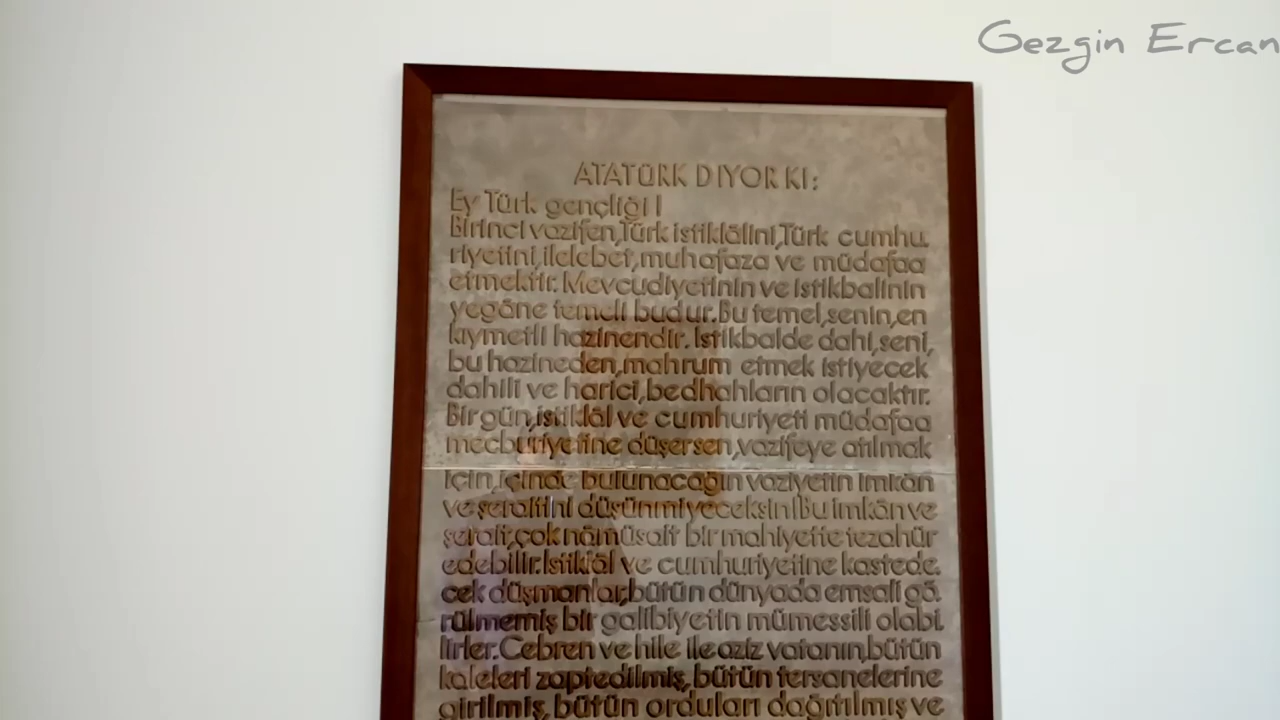 Gezgin Ercan
ATATÜRK DIYOR KI:
Ey Türk gençliği!
Birinci vazifen,Türk istiklâlini,Türk cumhu.
riyetini,ilelebet,muhafaza ve müdafaa
etmektir. Mevcudiyetinin ve istikbalinin
yegâne temeli budur. Bu temel,senin,en
kıymetli hazinendir. İstikbalde dahi,seni,
bu hazineden,mahrum etmek istiyecek
dahili ve harici,bedhahların olacaktır.
Bir gün,istiklâl ve cumhuriyeti müdafaa
mecburiyetine düşersen,vazifeye atılmak
için,içinde bulunacağın vaziyetin imkân
ve şeraitini düşünmiyeceksin!Bu imkân ve
şerait,çok nâmüsait bir mahiyette tezahür
edebilir.İstiklâl ve cumhuriyetine kastede.
cek düşmanlar,bütün dünyada emsali gö.
rülmemiş bir galibiyetin mümessili olabi.
lirler.Cebren ve hile ile aziz vatanın,bütün
kaleleri zaptedilmiş, bütün tersanelerine
girilmiş, bütün orduları dağıtılmış ve